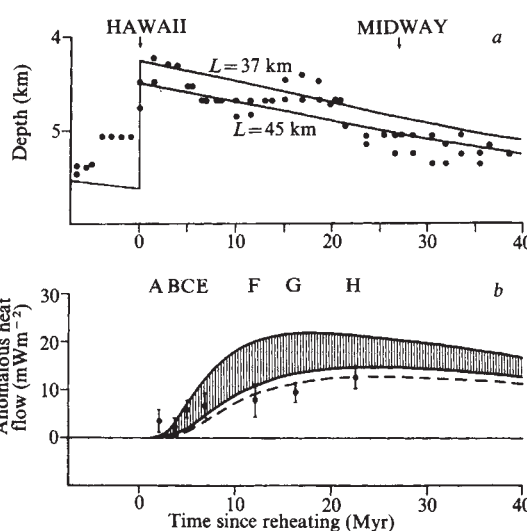 HAWAII
MIDWAY
a
4
L = 37 km
L = 45 km
5
Depth (km)
0
10
20
30
40
A BCE F G H
b
30
20
10
0
Anomalous heat
flow (mWm⁻²)
0
10
20
30
40
Time since reheating (Myr)